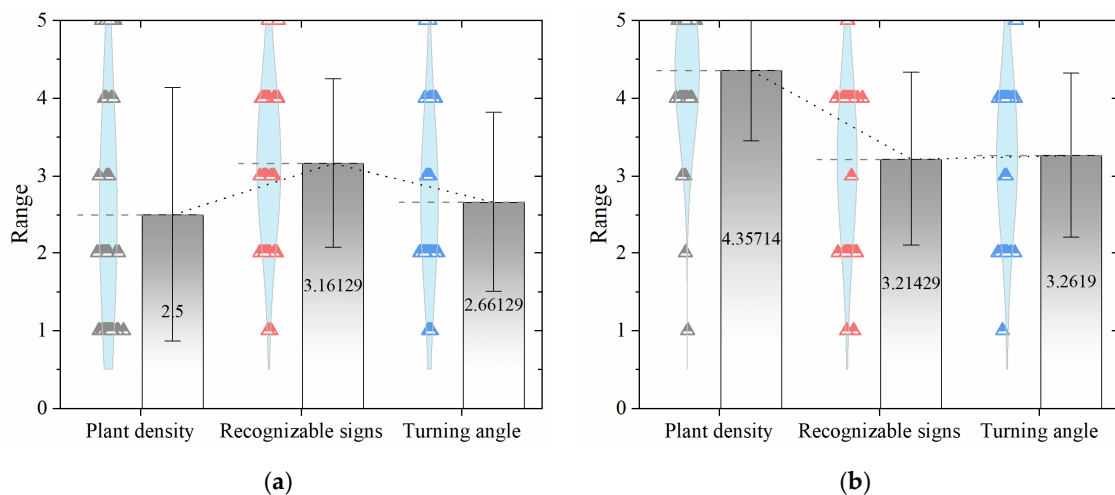 5
4
3
2
1
0
Range
2.5
3.16129
2.66129
Plant density
Recognizable signs
Turning angle
(a)
5
4
3
2
1
0
Range
4.35714
3.21429
3.2619
Plant density
Recognizable signs
Turning angle
(b)